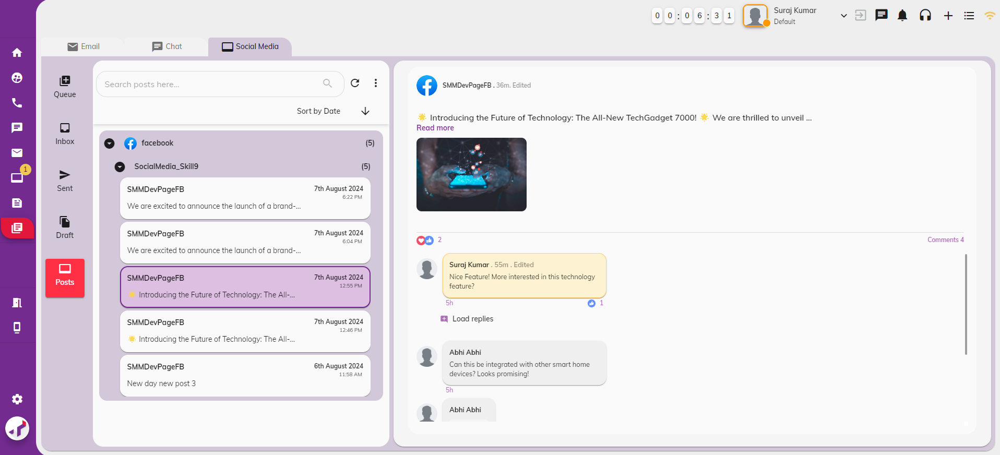 00:06:31
Suraj Kumar
Default
Email
Chat
Social Media
1
Queue
Inbox
Sent
Draft
Posts
Search posts here...
Sort by Date
facebook (5)
SocialMedia_Skill9 (5)
SMMDevPageFB 7th August 2024
6:22 PM
We are excited to announce the launch of a brand-...
SMMDevPageFB 7th August 2024
6:04 PM
We are excited to announce the launch of a brand-...
SMMDevPageFB 7th August 2024
12:55 PM
🌟 Introducing the Future of Technology: The All-...
SMMDevPageFB 7th August 2024
12:46 PM
🌟 Introducing the Future of Technology: The All-...
SMMDevPageFB 6th August 2024
11:58 AM
New day new post 3
SMMDevPageFB . 36m. Edited
🌟 Introducing the Future of Technology: The All-New TechGadget 7000! 🌟 We are thrilled to unveil ...
Read more
2
Comments 4
Suraj Kumar . 55m . Edited
Nice Feature! More interested in this technology
feature?
5h
1
Load replies
Abhi Abhi
Can this be integrated with other smart home
devices? Looks promising!
5h
Abhi Abhi